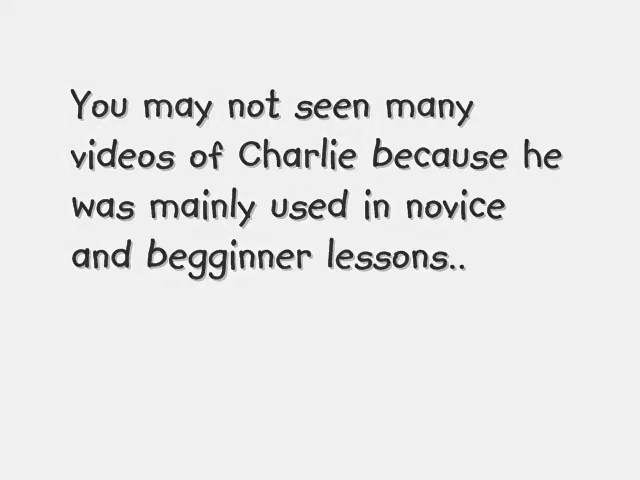 You may not seen many
videos of Charlie because he
was mainly used in novice
and begginner lessons..